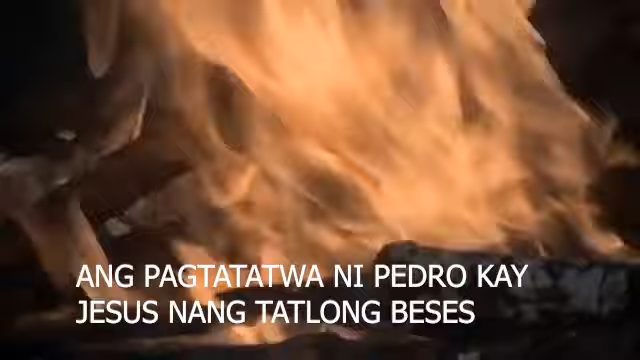 ANG PAGTATATWA NI PEDRO KAY
JESUS NANG TATLONG BESES